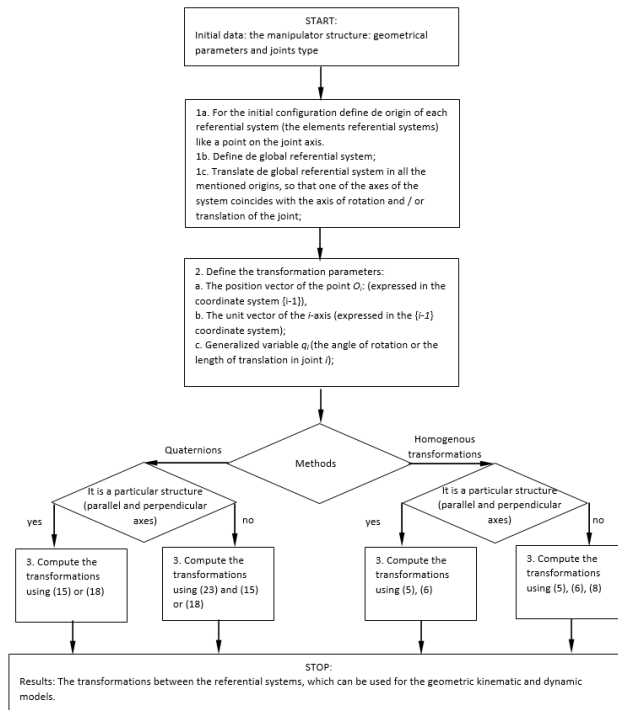 START:
Initial data: the manipulator structure: geometrical
parameters and joints type
1a. For the initial configuration define de origin of each
referential system (the elements referential systems)
like a point on the joint axis.
1b. Define de global referential system;
1c. Translate de global referential system in all the
mentioned origins, so that one of the axes of the
system coincides with the axis of rotation and / or
translation of the joint;
2. Define the transformation parameters:
a. The position vector of the point Oi: (expressed in the
coordinate system {i-1}),
b. The unit vector of the i-axis (expressed in the {i-1}
coordinate system);
c. Generalized variable qi (the angle of rotation or the
length of translation in joint i);
Methods
Quaternions
Homogenous
transformations
It is a particular structure
(parallel and perpendicular
axes)
yes
no
It is a particular structure
(parallel and perpendicular
axes)
yes
no
3. Compute the
transformations
using (15) or (18)
3. Compute the
transformations
using (23) and (15)
or (18)
3. Compute the
transformations
using (5), (6)
3. Compute the
transformations
using (5), (6), (8)
STOP:
Results: The transformations between the referential systems, which can be used for the geometric kinematic and dynamic
models.